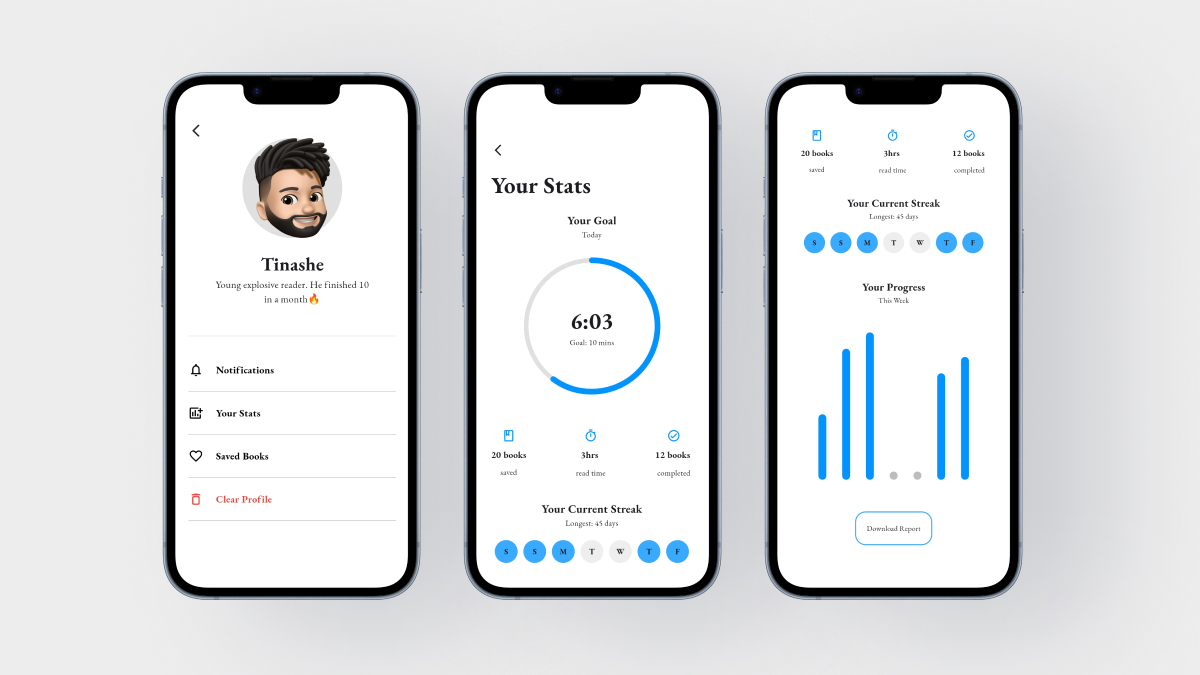 Tinashe
Young explosive reader. He finished 10
in a month🔥
Notifications
Your Stats
Saved Books
Clear Profile
Your Stats
Your Goal
Today
6:03
Goal: 10 mins
20 books
saved
3hrs
read time
12 books
completed
Your Current Streak
Longest: 45 days
S S M T W T F
20 books
saved
3hrs
read time
12 books
completed
Your Current Streak
Longest: 45 days
S S M T W T F
Your Progress
This Week
Download Report